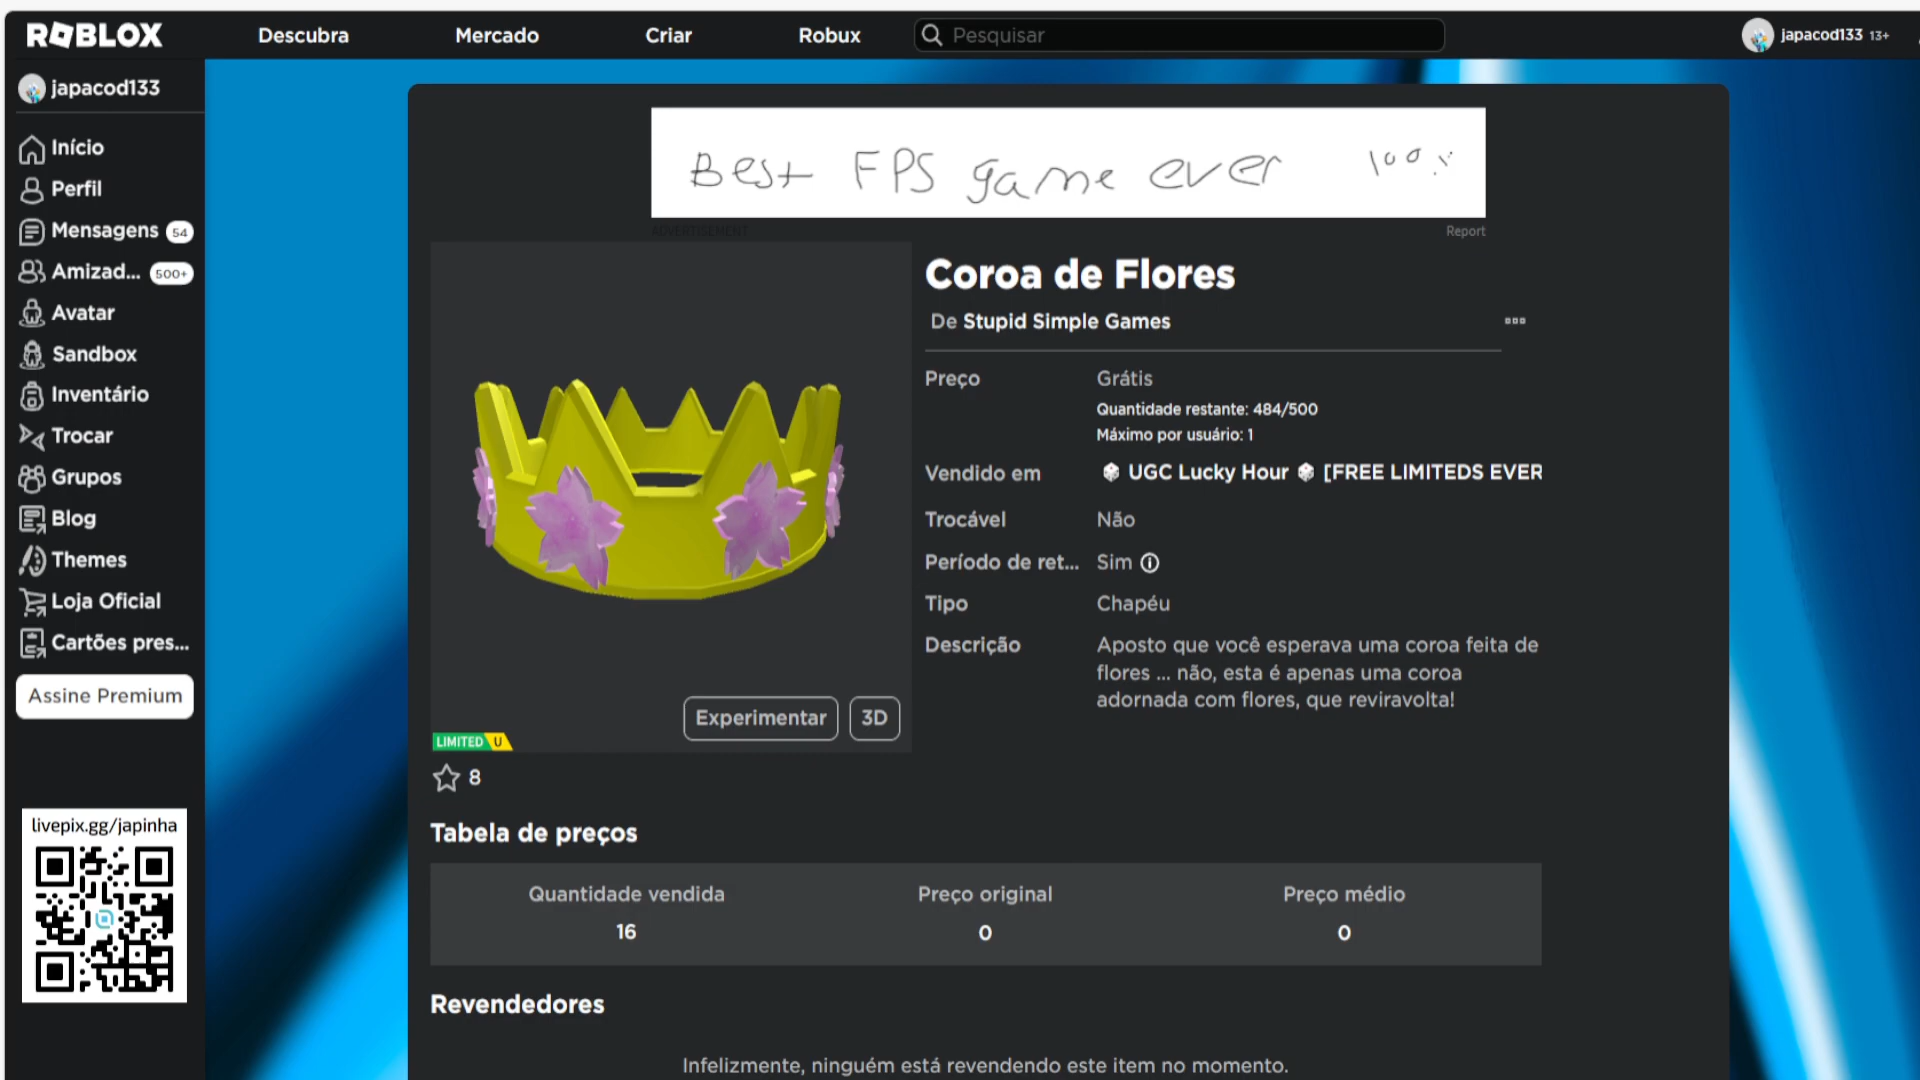 ROBLOX
Descubra
Mercado
Criar
Robux
Pesquisar
japacod133 13+
japacod133
Início
Perfil
Mensagens 54
Amizad... 500+
Avatar
Sandbox
Inventário
Trocar
Grupos
Blog
Themes
Loja Oficial
Cartões pres...
Assine Premium
livepix.gg/japinha
Best FPS game ever 100%
ADVERTISEMENT
Report
Coroa de Flores
De Stupid Simple Games
Preço
Grátis
Quantidade restante: 484/500
Máximo por usuário: 1
Vendido em
UGC Lucky Hour
[FREE LIMITEDS EVER
Trocável
Não
Período de ret...
Sim
Tipo
Chapéu
Descrição
Aposto que você esperava uma coroa feita de
flores ... não, esta é apenas uma coroa
adornada com flores, que reviravolta!
Experimentar
3D
LIMITED U
8
Tabela de preços
Quantidade vendida
16
Preço original
0
Preço médio
0
Revendedores
Infelizmente, ninguém está revendendo este item no momento.